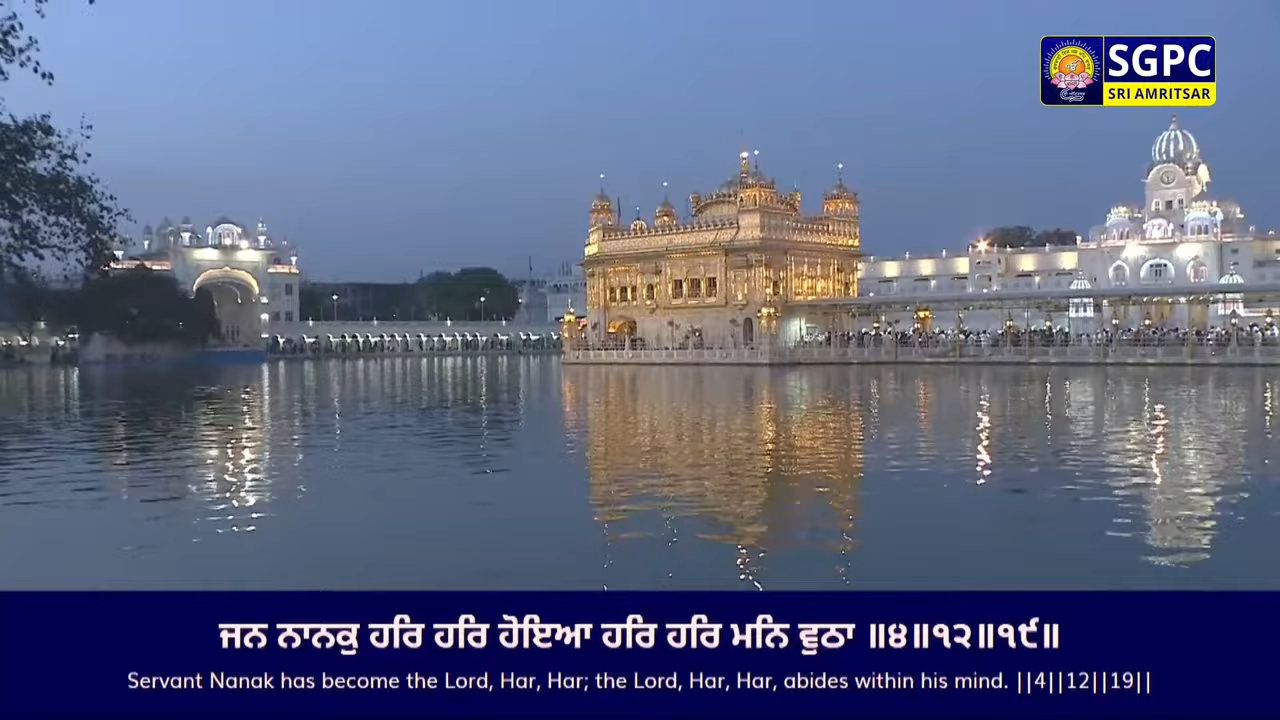 SGPC
SRI AMRITSAR
ਜਨ ਨਾਨਕੁ ਹਰਿ ਹਰਿ ਹੋਇਆ ਹਰਿ ਹਰਿ ਮਨਿ ਵੁਠਾ ॥੪॥੧੨॥੧੯॥
Servant Nanak has become the Lord, Har, Har; the Lord, Har, Har, abides within his mind. ||4||12||19||